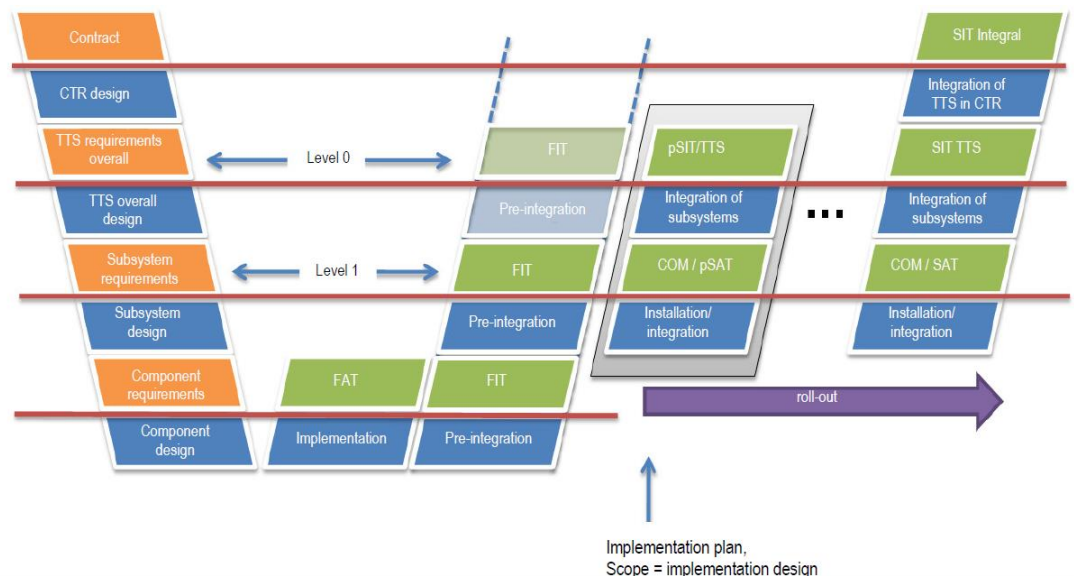 Contract
SIT Integral
CTR design
Integration of
TTS in CTR
TTS requirements
overall
Level 0
FIT
pSIT/TTS
SIT TTS
TTS overall
design
Pre-integration
Integration of
subsystems
...
Integration of
subsystems
Subsystem
requirements
Level 1
FIT
COM / pSAT
COM / SAT
Subsystem
design
Pre-integration
Installation/
integration
Installation/
integration
Component
requirements
FAT
FIT
roll-out
Component
design
Implementation
Pre-integration
Implementation plan,
Scope = implementation design